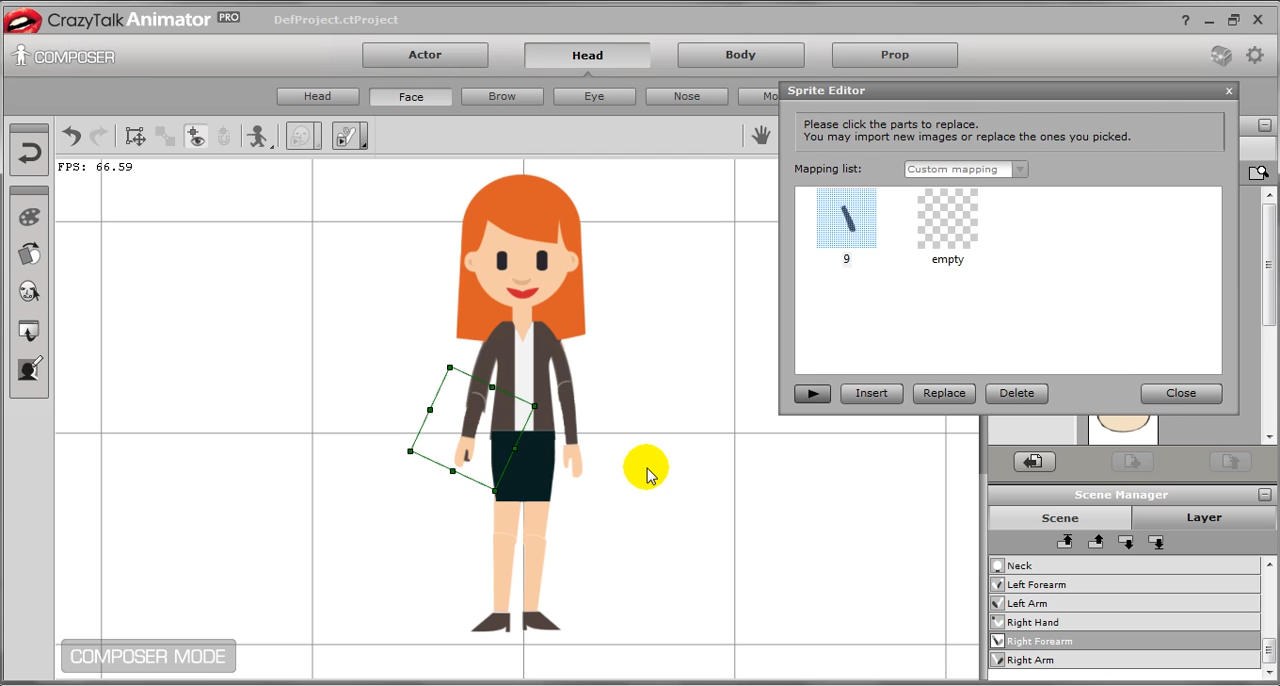 CrazyTalk Animator PRO
DefProject.ctProject
?
COMPOSER
Actor
Head
Body
Prop
Head
Face
Brow
Eye
Nose
Mo
Sprite Editor
x
Please click the parts to replace.
You may import new images or replace the ones you picked.
FPS: 66.59
Mapping list:
Custom mapping
9
empty
Insert
Replace
Delete
Close
Scene Manager
Scene
Layer
Neck
Left Forearm
Left Arm
Right Hand
Right Forearm
Right Arm
COMPOSER MODE